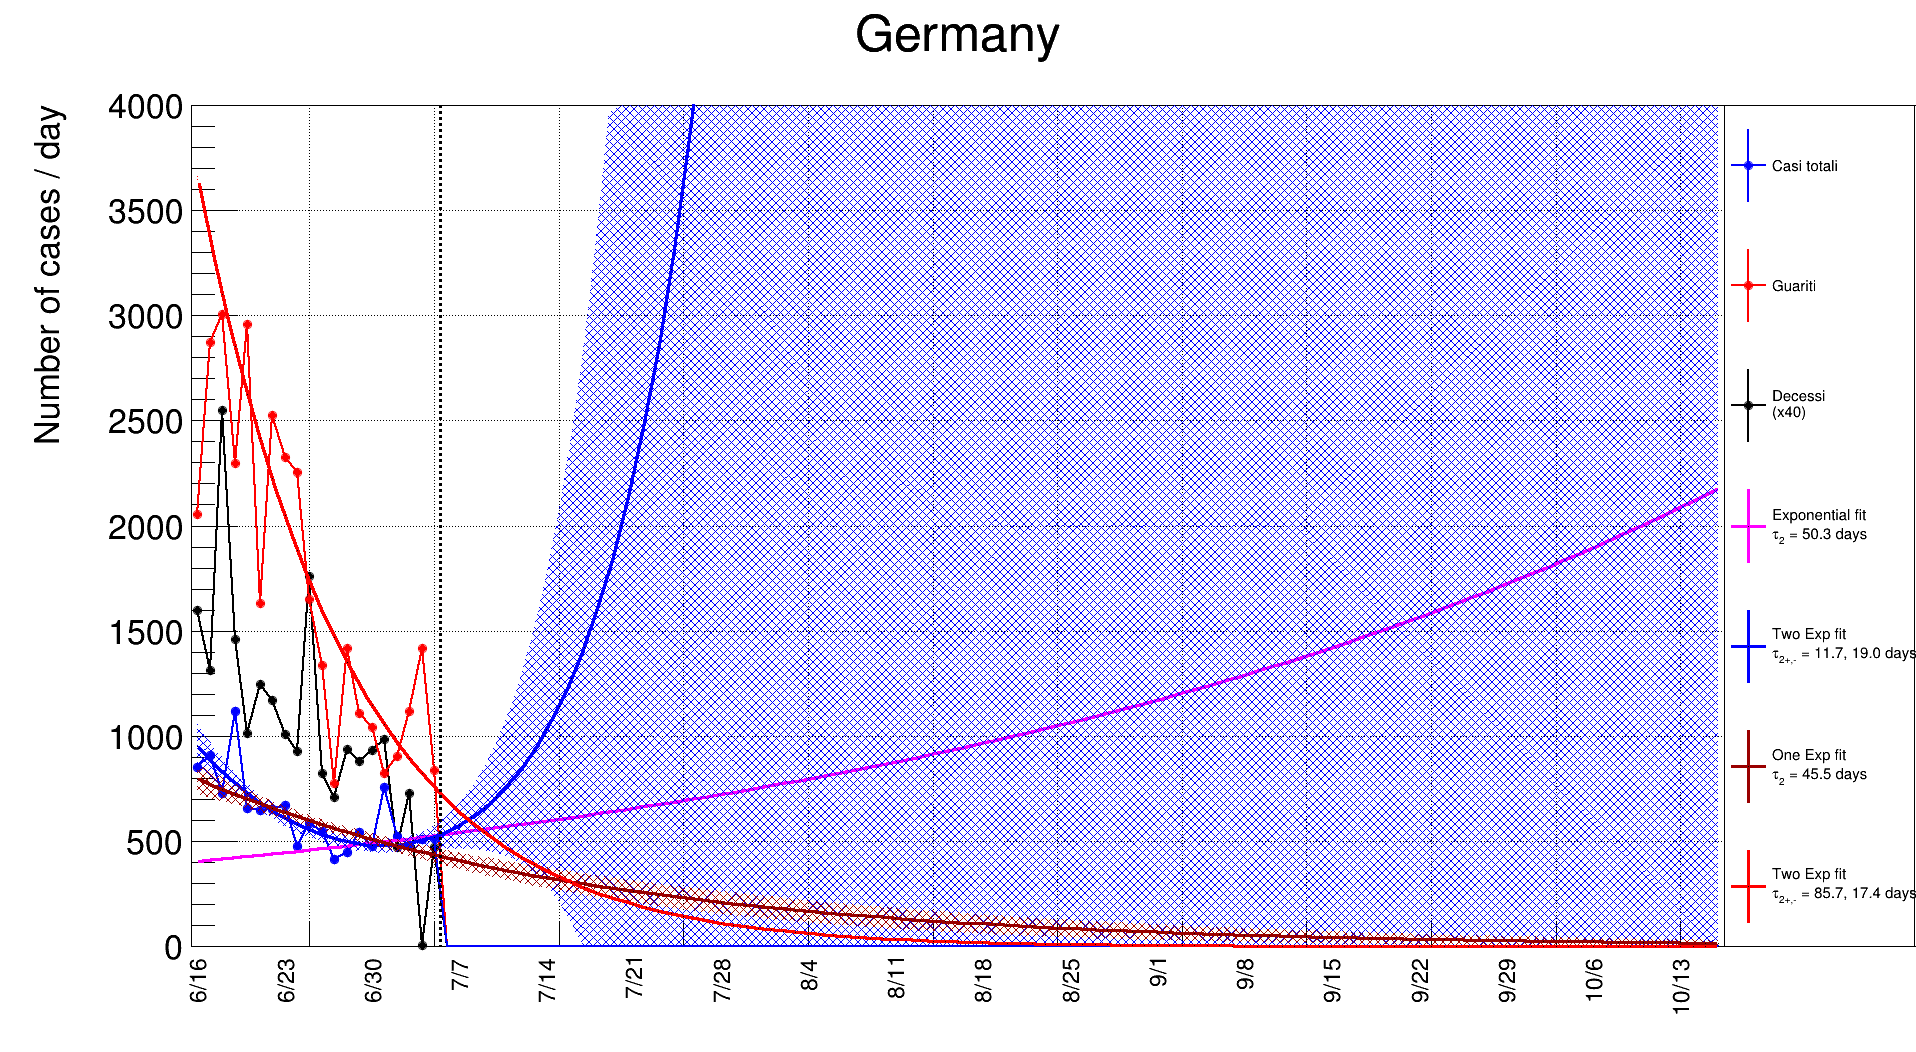 Germany
Number of cases / day
4000
3500
3000
2500
2000
1500
1000
500
0
6/16
6/23
6/30
7/7
7/14
7/21
7/28
8/4
8/11
8/18
8/25
9/1
9/8
9/15
9/22
9/29
10/6
10/13
Casi totali
Guariti
Decessi
(x40)
Exponential fit
τ2 = 50.3 days
Two Exp fit
τ2+,- = 11.7, 19.0 days
One Exp fit
τ2 = 45.5 days
Two Exp fit
τ2+,- = 85.7, 17.4 days